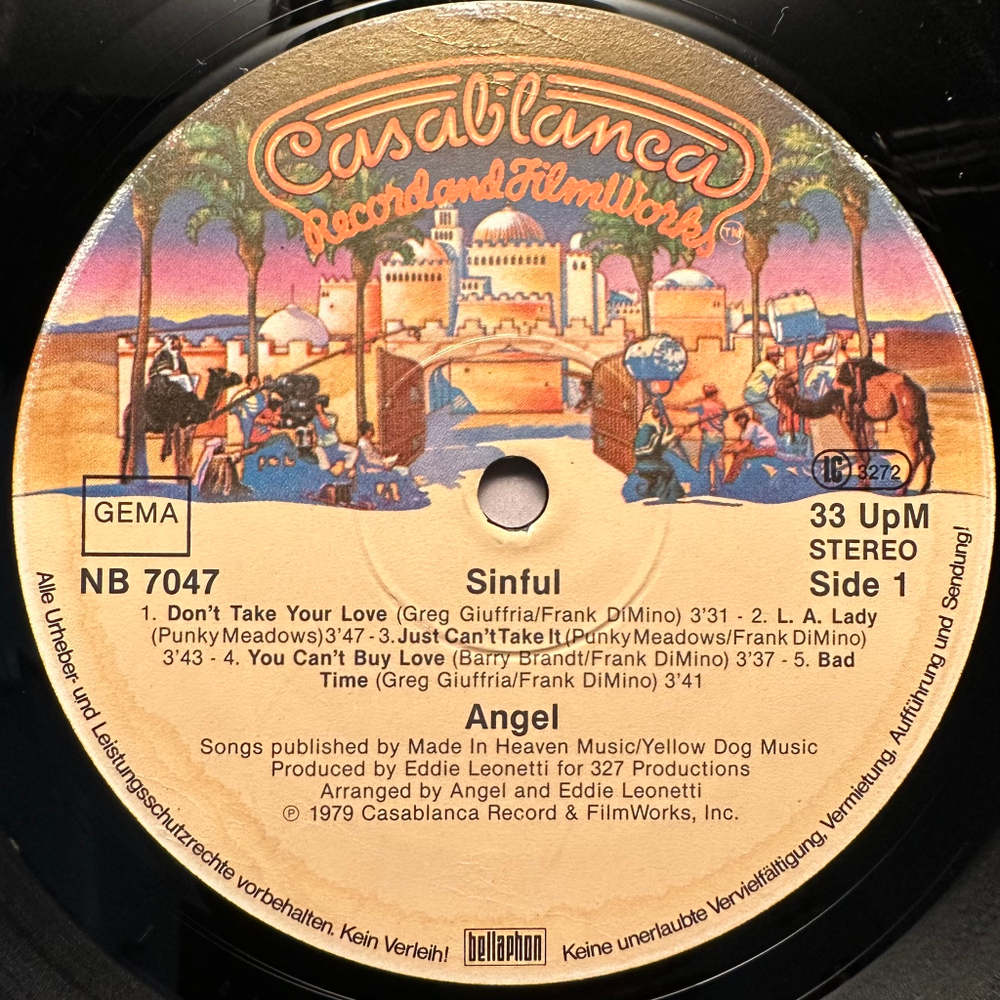 Casablanca
Record and FilmWorks TM
1C 3272
GEMA
33 UpM
STEREO
NB 7047
Sinful
Side 1
1. Don't Take Your Love (Greg Giuffria/Frank DiMino) 3'31 - 2. L. A. Lady
(Punky Meadows) 3'47 - 3. Just Can't Take It (Punky Meadows/Frank DiMino)
3'43 - 4. You Can't Buy Love (Barry Brandt/Frank DiMino) 3'37 - 5. Bad
Time (Greg Giuffria/Frank DiMino) 3'41
Angel
Songs published by Made In Heaven Music/Yellow Dog Music
Produced by Eddie Leonetti for 327 Productions
Arranged by Angel and Eddie Leonetti
℗ 1979 Casablanca Record & FilmWorks, Inc.
Alle Urheber- und Leistungsschutzrechte vorbehalten. Kein Verleih!
bellaphon
Keine unerlaubte Vervielfältigung, Vermietung, Aufführung und Sendung!